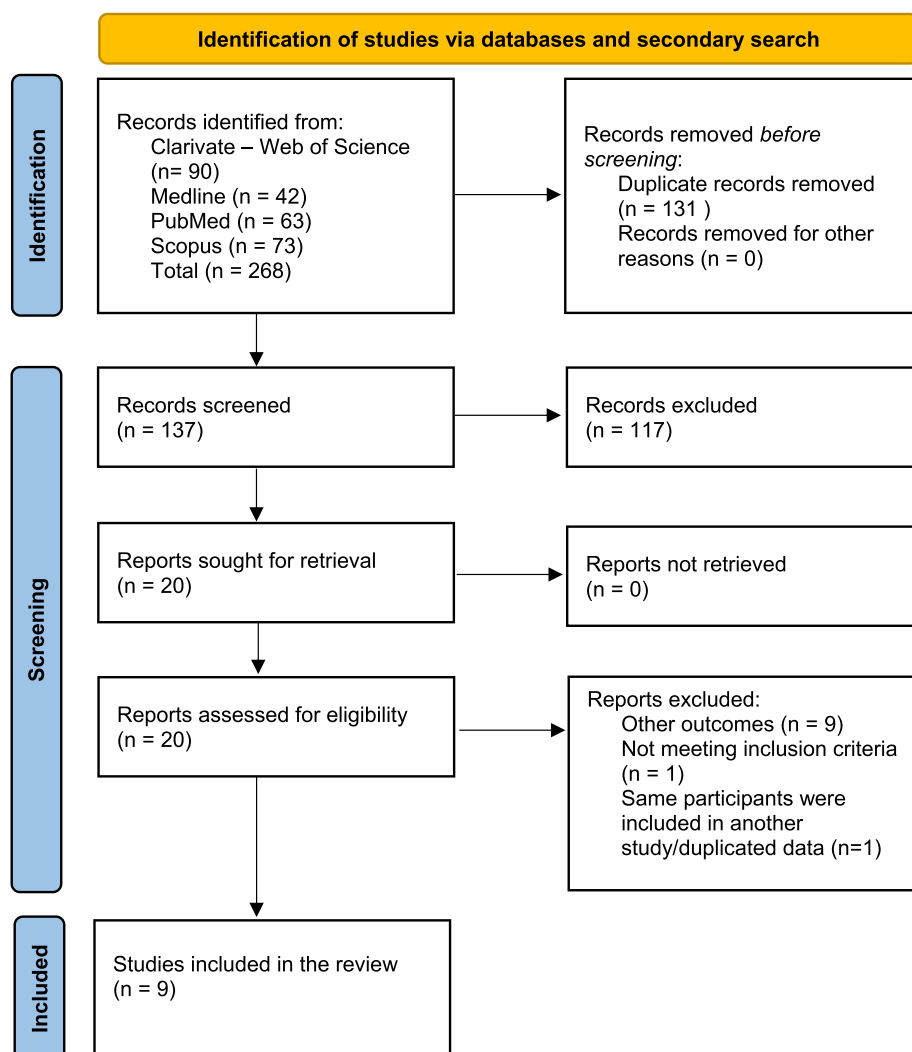 Identification of studies via databases and secondary search
Identification
Records identified from:
Clarivate – Web of Science
(n= 90)
Medline (n = 42)
PubMed (n = 63)
Scopus (n = 73)
Total (n = 268)
Records removed before
screening:
Duplicate records removed
(n = 131 )
Records removed for other
reasons (n = 0)
Screening
Records screened
(n = 137)
Records excluded
(n = 117)
Reports sought for retrieval
(n = 20)
Reports not retrieved
(n = 0)
Reports assessed for eligibility
(n = 20)
Reports excluded:
Other outcomes (n = 9)
Not meeting inclusion criteria
(n = 1)
Same participants were
included in another
study/duplicated data (n=1)
Included
Studies included in the review
(n = 9)